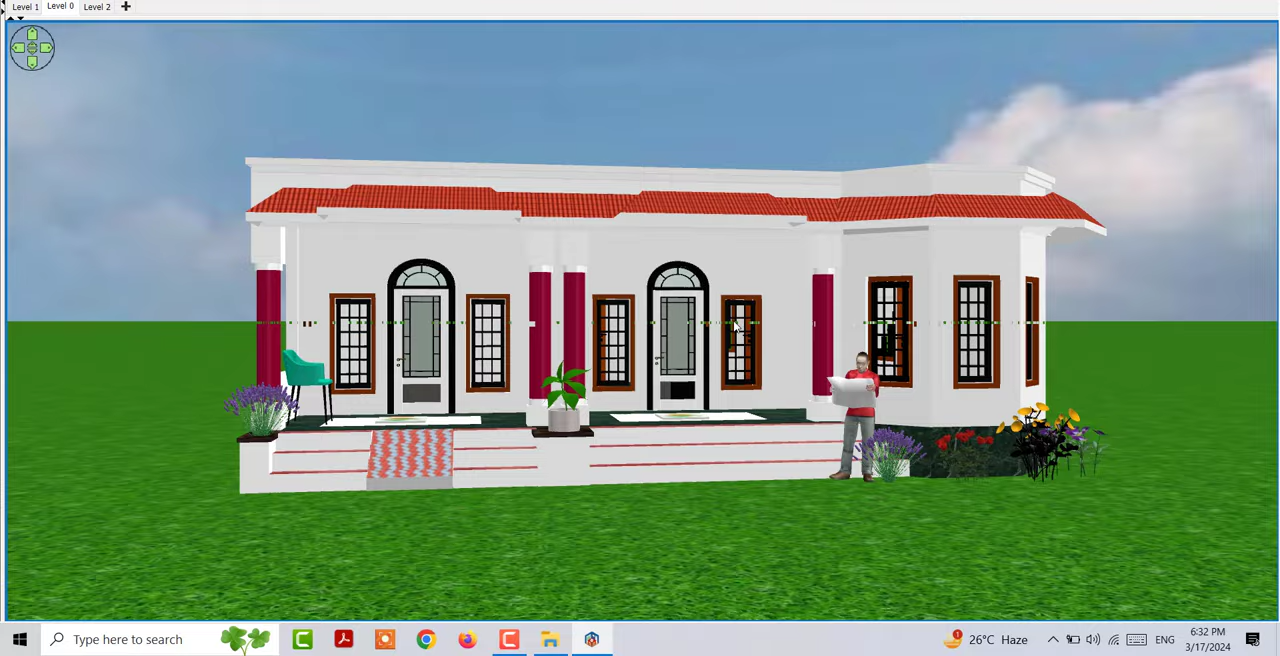 Level 1 Level 0 Level 2
Type here to search
1 26°C Haze ENG 6:32 PM
3/17/2024